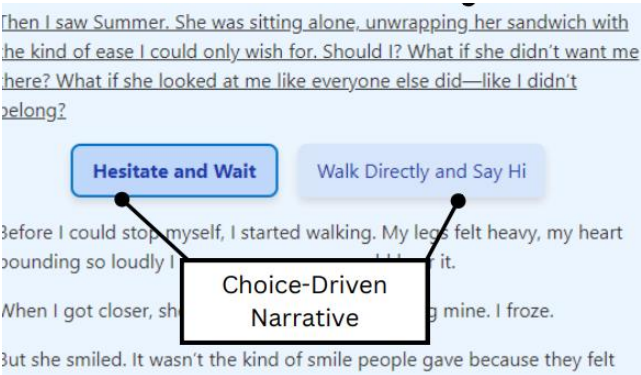 Then I saw Summer. She was sitting alone, unwrapping her sandwich with
the kind of ease I could only wish for. Should I? What if she didn't want me
there? What if she looked at me like everyone else did—like I didn't
belong?
Hesitate and Wait
Walk Directly and Say Hi
Before I could stop myself, I started walking. My legs felt heavy, my heart
pounding so loudly I it.
Choice-Driven
Narrative
When I got closer, mine. I froze.
But she smiled. It wasn't the kind of smile people gave because they felt